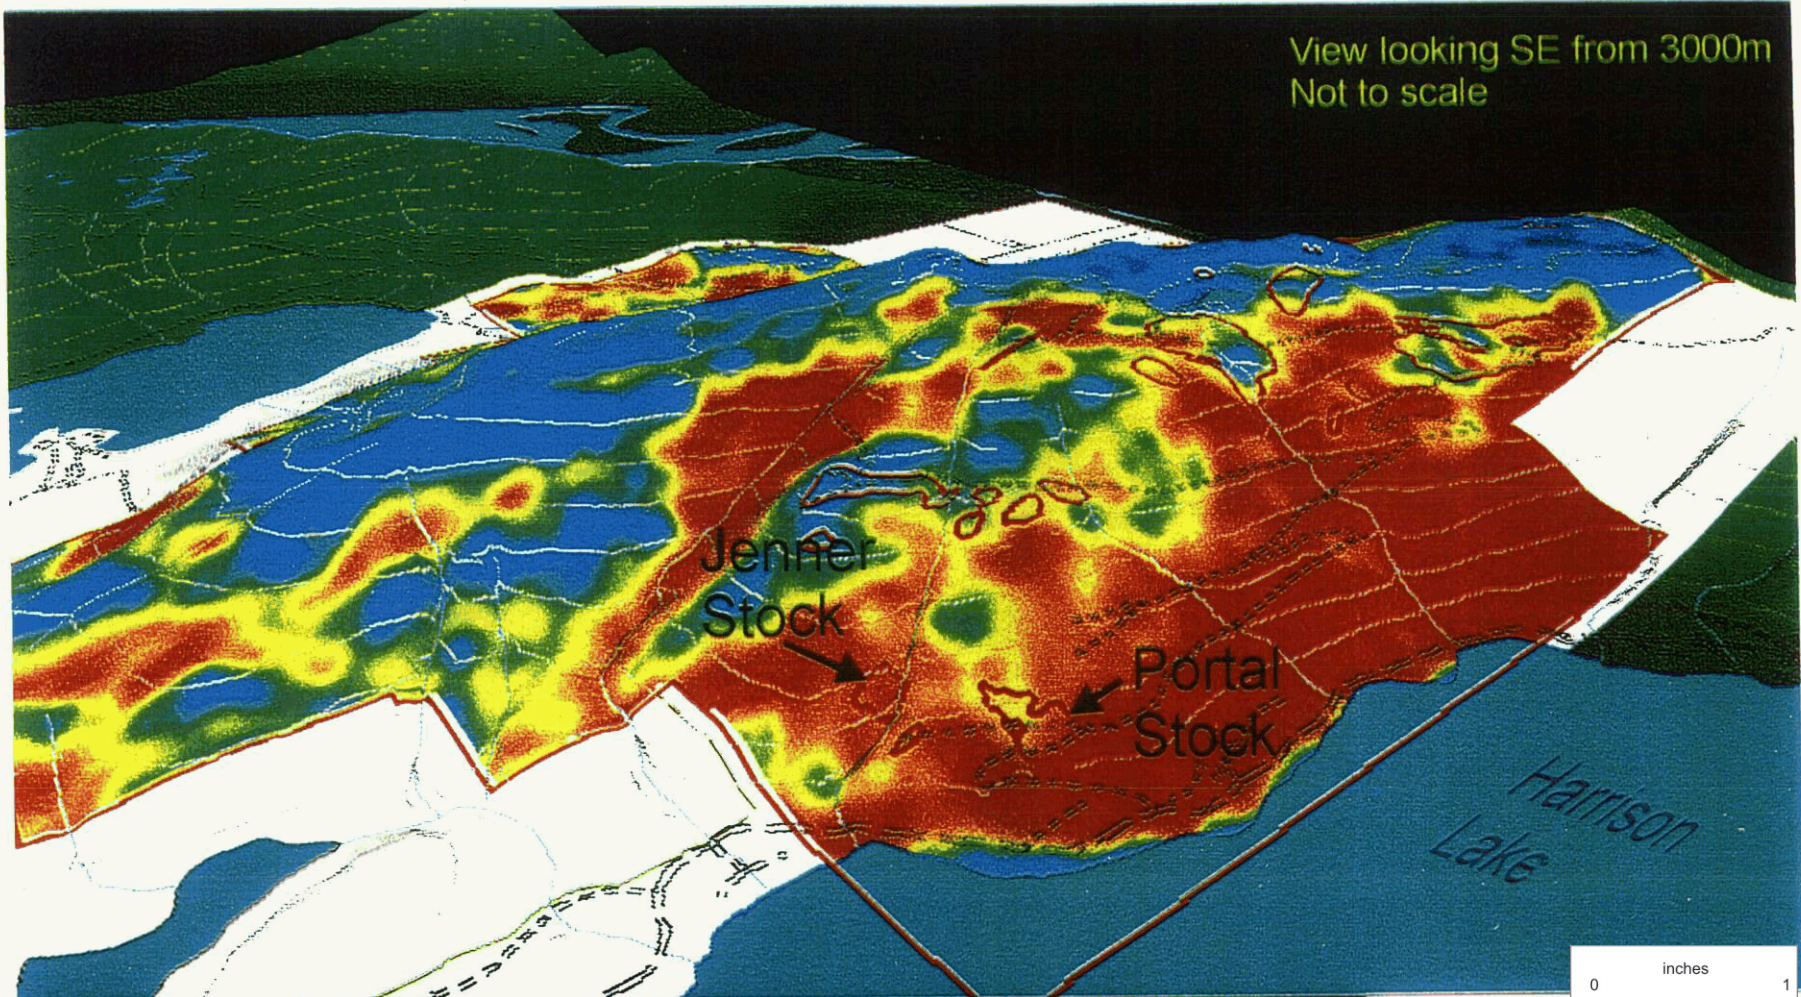 View looking SE from 3000m
Not to scale
Jenner
Stock
Portal
Stock
Harrison
Lake
inches
0 1